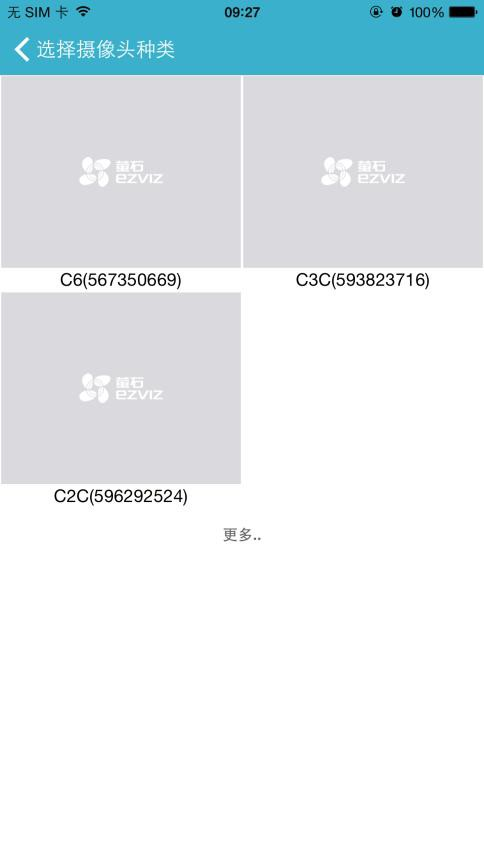 无 SIM 卡 09:27 100%
选择摄像头种类
萤石 萤石
ezviz ezviz
C6(567350669) C3C(593823716)
萤石
ezviz
C2C(596292524)
更多..